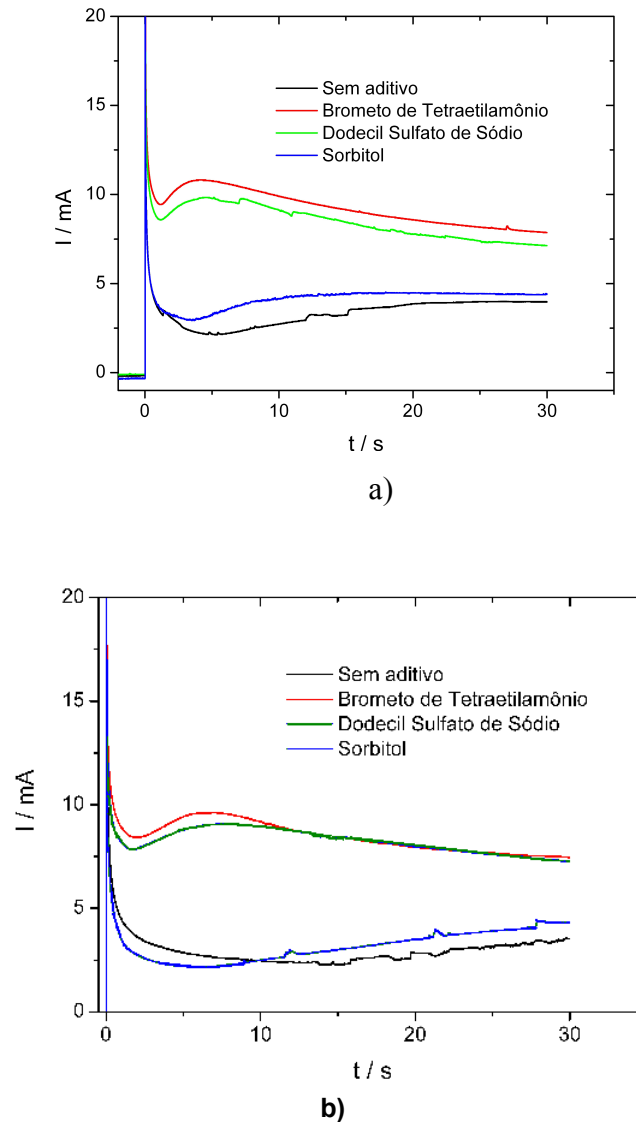 20
15
10
5
0
I / mA
Sem aditivo
Brometo de Tetraetilamônio
Dodecil Sulfato de Sódio
Sorbitol
0 10 20 30
t / s
a)
20
15
10
5
0
I / mA
Sem aditivo
Brometo de Tetraetilamônio
Dodecil Sulfato de Sódio
Sorbitol
0 10 20 30
t / s
b)